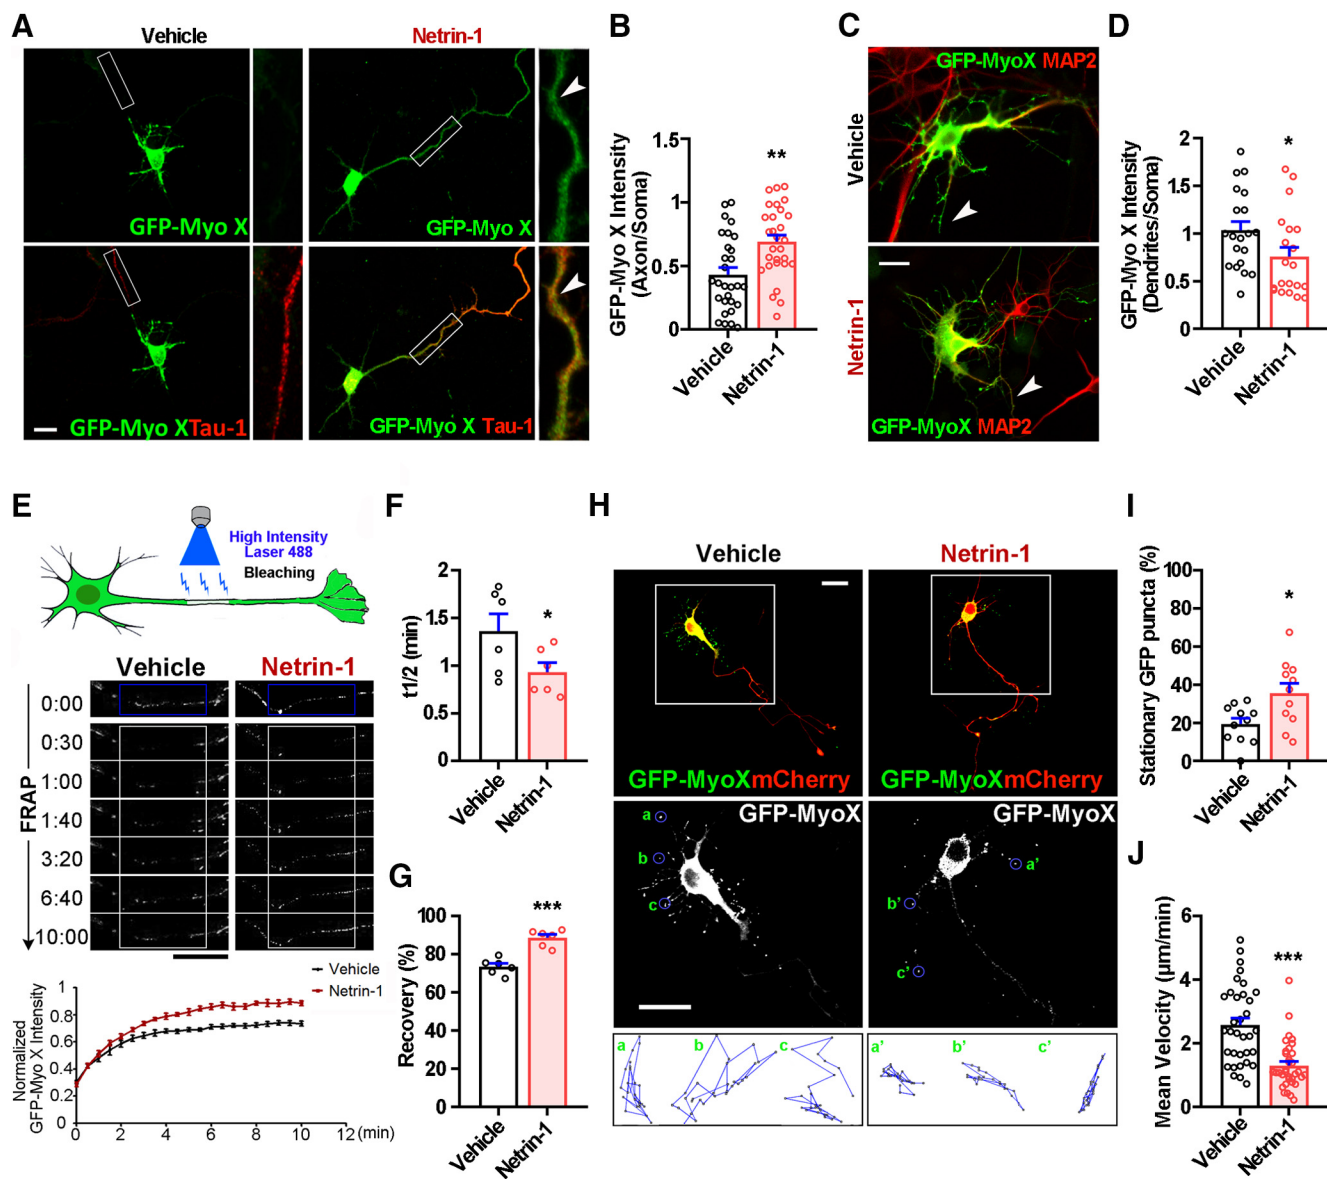 A
Vehicle
Netrin-1
GFP-Myo X
GFP-Myo X
GFP-Myo X Tau-1
GFP-Myo X Tau-1
B
GFP-Myo X Intensity
(Axon/Soma)
1.5
1
0.5
0
**
Vehicle
Netrin-1
C
Vehicle
Netrin-1
GFP-MyoX MAP2
GFP-MyoX MAP2
D
GFP-Myo X Intensity
(Dendrites/Soma)
2
1.5
1
0.5
0
*
Vehicle
Netrin-1
E
High Intensity
Laser 488
Bleaching
Vehicle
Netrin-1
FRAP
0:00
0:30
1:00
1:40
3:20
6:40
10:00
Vehicle
Netrin-1
Normalized
GFP-Myo X Intensity
1
0.8
0.6
0.4
0.2
0
0 2 4 6 8 10 12 (min)
F
t1/2 (min)
2
1.5
1
0.5
0
*
Vehicle
Netrin-1
G
Recovery (%)
100
80
60
40
20
0
***
Vehicle
Netrin-1
H
Vehicle
Netrin-1
GFP-MyoXmCherry
GFP-MyoXmCherry
GFP-MyoX
GFP-MyoX
a
b
c
a'
b'
c'
a b c
a' b' c'
I
Stationary GFP puncta (%)
100
80
60
40
20
0
*
Vehicle
Netrin-1
J
Mean Velocity (µm/min)
6
4
2
0
***
Vehicle
Netrin-1